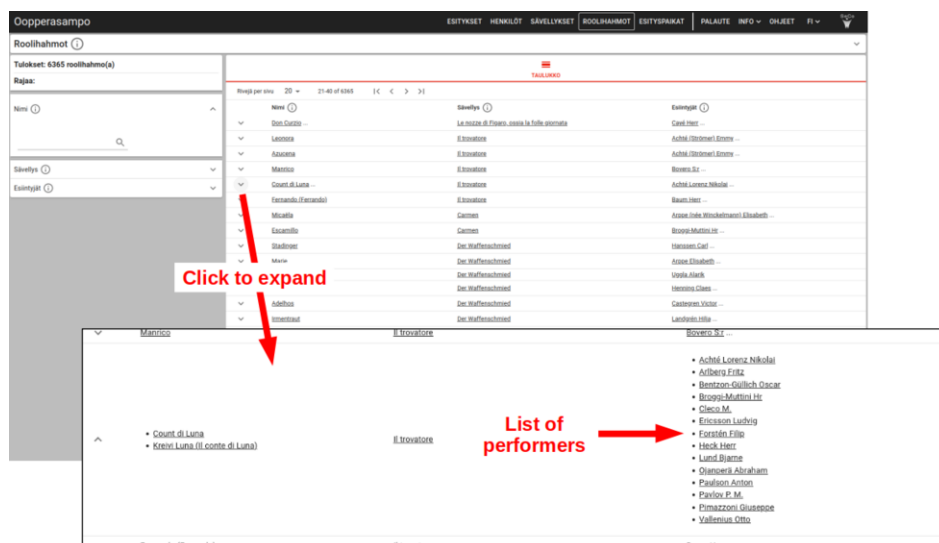 Oopperasampo ESITYKSET HENKILÖT SÄVELLYKSET ROOLIHAHMOT ESITYSPAIKAT PALAUTE INFO OHJEET FI
Roolihahmot
Tulokset: 6365 roolihahmo(a)
Rajaa:
TAULUKKO
Rivejä per sivu 20 21-40 of 6365
Nimi
Sävellys
Esiintyjät
Nimi Sävellys Esiintyjät
Don Curzio ... Le nozze di Figaro, ossia la folle giornata Cavé Herr ...
Leonora Il trovatore Achté (Strömer) Emmy ...
Azucena Il trovatore Achté (Strömer) Emmy ...
Manrico Il trovatore Bovero S:r ...
Count di Luna ... Il trovatore Achté Lorenz Nikolai ...
Fernando (Ferrando) Il trovatore Baum Herr ...
Micaëla Carmen Arppe (née Winckelmann) Elisabeth ...
Escamillo Carmen Broggi-Muttini Hr ...
Stadinger Der Waffenschmied Hanssen Carl ...
Marie Der Waffenschmied Arppe Elisabeth ...
Der Waffenschmied Uggla Alarik
Der Waffenschmied Henning Claes ...
Adelhos Der Waffenschmied Castegren Victor ...
Irmentraut Der Waffenschmied Landgrén Hilja ...
Click to expand
Manrico Il trovatore Bovero S:r ...
• Count di Luna
• Kreivi Luna (Il conte di Luna)
Il trovatore
List of
performers
• Achté Lorenz Nikolai
• Arlberg Fritz
• Bentzon-Güllich Oscar
• Broggi-Muttini Hr
• Cleco M.
• Ericsson Ludvig
• Forstén Filip
• Heck Herr
• Lund Bjarne
• Ojanperä Abraham
• Paulson Anton
• Pavlov P. M.
• Pimazzoni Giuseppe
• Vallenius Otto